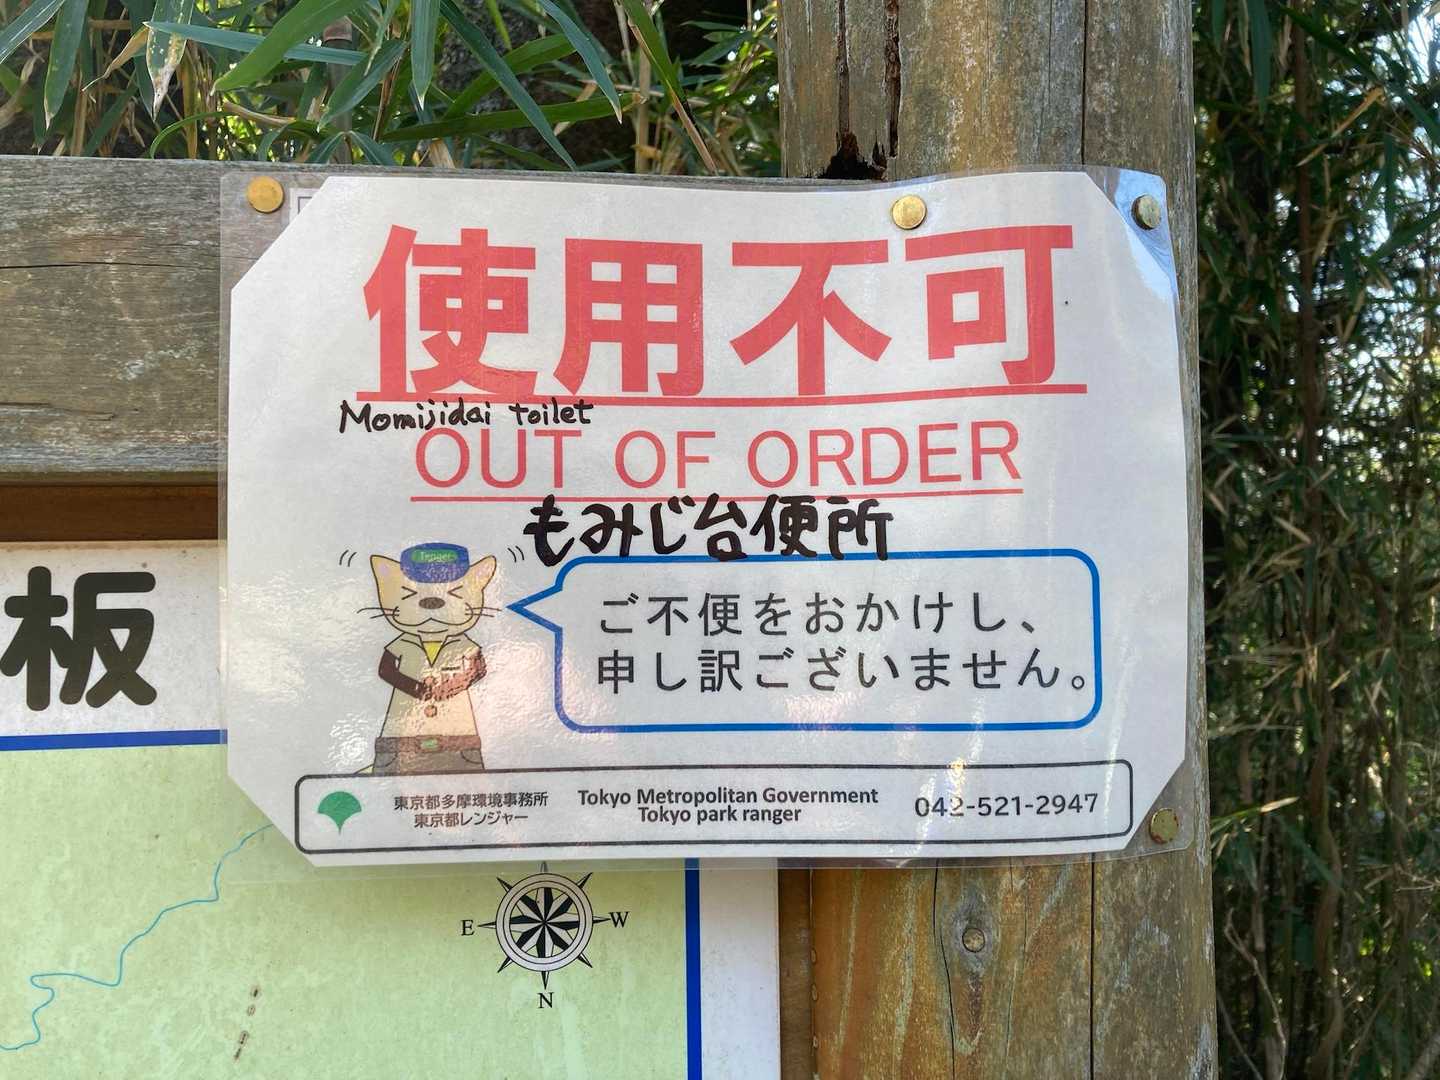 使用不可
Momijidai toilet
OUT OF ORDER
もみじ台便所
Tenger
ご不便をおかけし、
申し訳ございません。
東京都多摩環境事務所
東京都レンジャー
Tokyo Metropolitan Government
Tokyo park ranger
042-521-2947
板
E
W
N